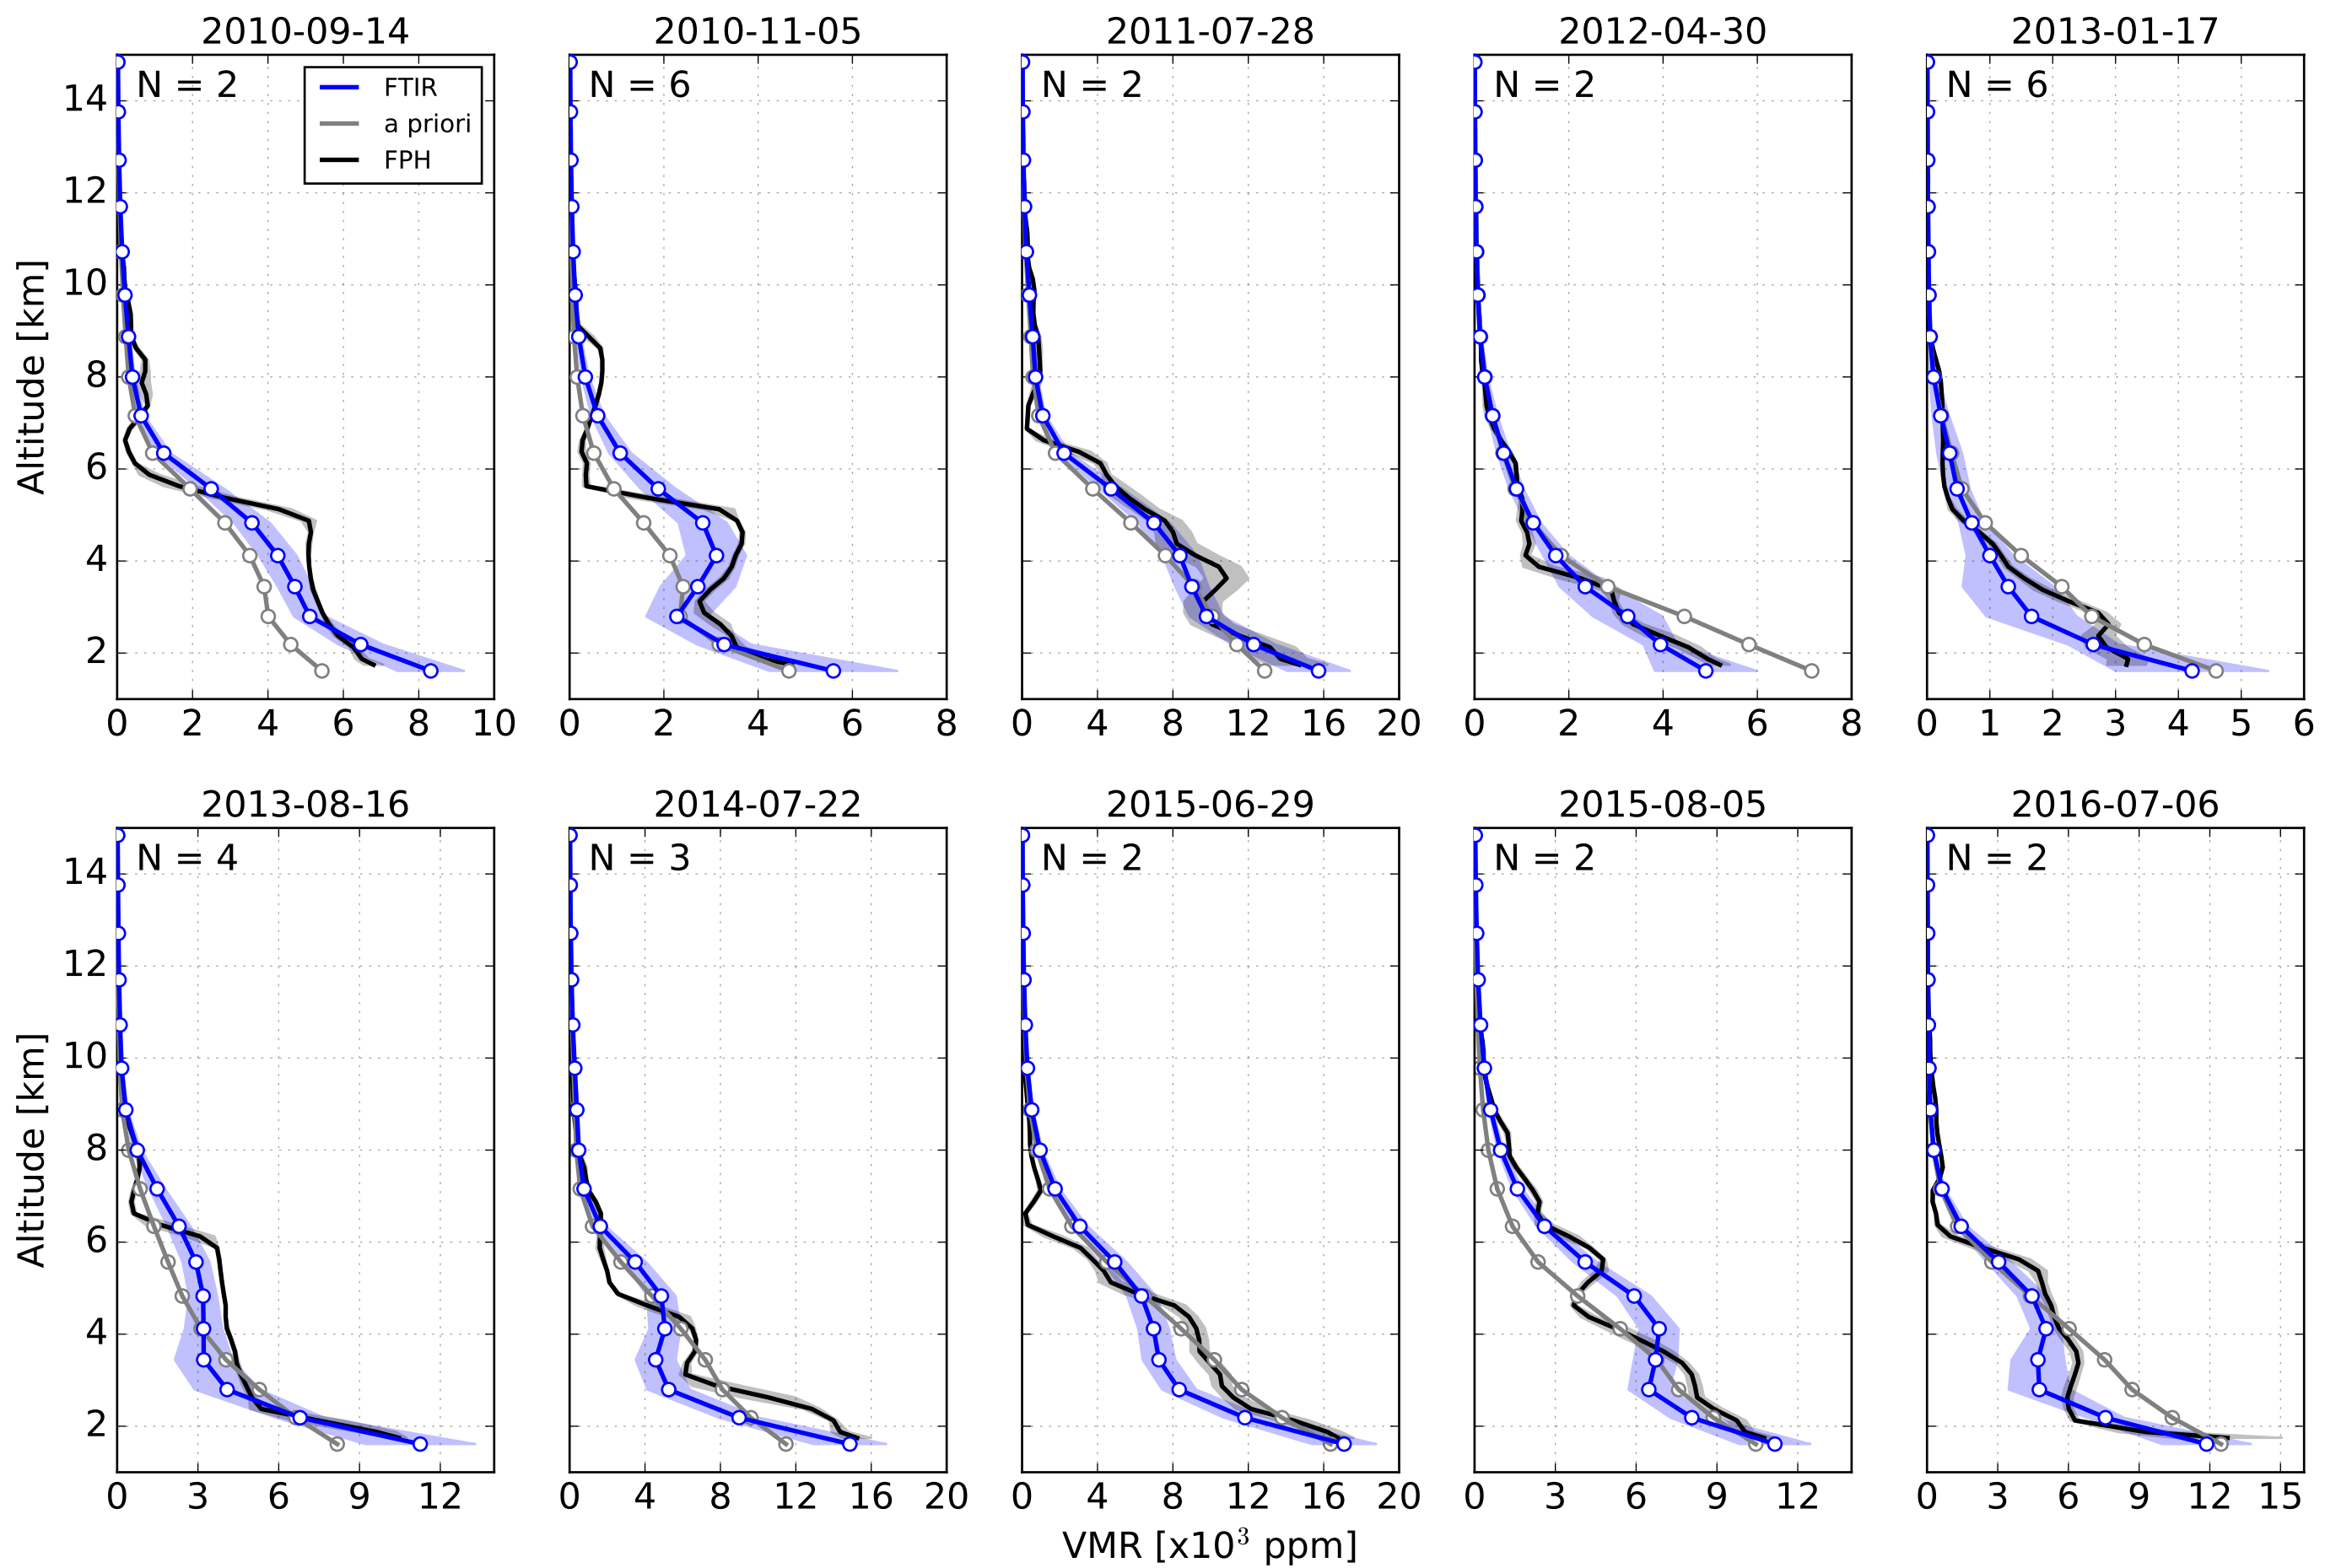 2010-09-14
2010-11-05
2011-07-28
2012-04-30
2013-01-17
N = 2
FTIR
a priori
FPH
N = 6
N = 2
N = 2
N = 6
Altitude [km]
14
12
10
8
6
4
2
0 2 4 6 8 10
0 2 4 6 8
0 4 8 12 16 20
0 2 4 6 8
0 1 2 3 4 5 6
2013-08-16
2014-07-22
2015-06-29
2015-08-05
2016-07-06
N = 4
N = 3
N = 2
N = 2
N = 2
Altitude [km]
14
12
10
8
6
4
2
0 3 6 9 12
0 4 8 12 16 20
0 4 8 12 16 20
0 3 6 9 12
0 3 6 9 12 15
VMR [x10³ ppm]